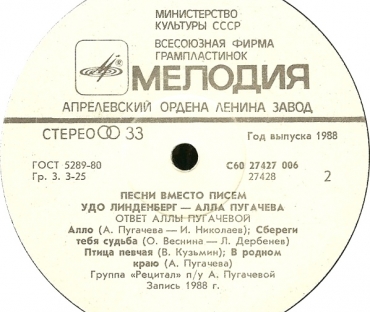 МИНИСТЕРСТВО
КУЛЬТУРЫ СССР
ВСЕСОЮЗНАЯ ФИРМА
ГРАМПЛАСТИНОК
МЕЛОДИЯ
АПРЕЛЕВСКИЙ ОРДЕНА ЛЕНИНА ЗАВОД
СТЕРЕО 33
Год выпуска 1988
ГОСТ 5289-80
С60 27427 006
Гр. 3. 3-25
27428
2
ПЕСНИ ВМЕСТО ПИСЕМ
УДО ЛИНДЕНБЕРГ — АЛЛА ПУГАЧЕВА
ОТВЕТ АЛЛЫ ПУГАЧЕВОЙ
Алло (А. Пугачева — И. Николаев); Сбереги
тебя судьба (О. Веснина — Л. Дербенев)
Птица певчая (В. Кузьмин); В родном
краю (А. Пугачева)
Группа «Рецитал» п/у А. Пугачевой
Запись 1988 г.